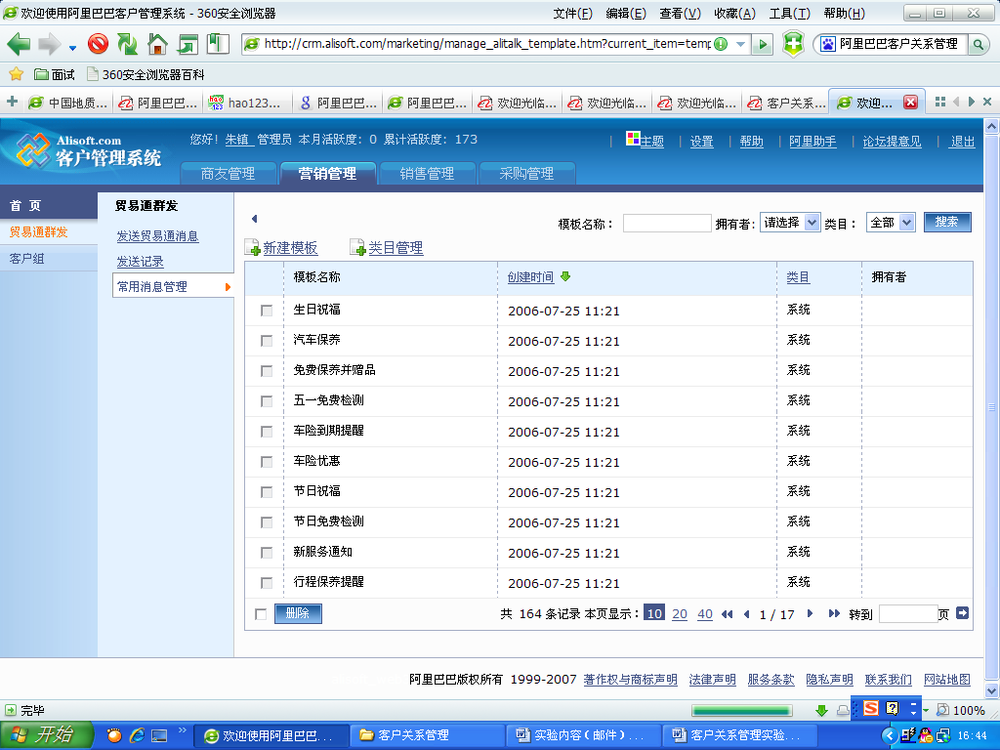 欢迎使用阿里巴巴客户管理系统 - 360安全浏览器 文件(F) 编辑(E) 查看(V) 收藏(A) 工具(T) 帮助(H)
http://crm.alisoft.com/marketing/manage_alitalk_template.htm?current_item=temp 阿里巴巴客户关系管理
面试 360安全浏览器百科
中国地质... 阿里巴巴... hao123... 阿里巴巴... 阿里巴巴... 欢迎光临... 欢迎光临... 欢迎光临... 客户关系... 欢迎...
Alisoft.com
客户管理系统
您好! 朱镇 管理员 本月活跃度: 0 累计活跃度: 173 | 主题 | 设置 | 帮助 | 阿里助手 | 论坛提意见 | 退出
商友管理 营销管理 销售管理 采购管理
首 页
贸易通群发
客户组
贸易通群发
发送贸易通消息
发送记录
常用消息管理
模板名称: 拥有者: 请选择 类目: 全部 搜索
新建模板 类目管理
模板名称 创建时间 类目 拥有者
生日祝福 2006-07-25 11:21 系统
汽车保养 2006-07-25 11:21 系统
免费保养并赠品 2006-07-25 11:21 系统
五一免费检测 2006-07-25 11:21 系统
车险到期提醒 2006-07-25 11:21 系统
车险优惠 2006-07-25 11:21 系统
节日祝福 2006-07-25 11:21 系统
节日免费检测 2006-07-25 11:21 系统
新服务通知 2006-07-25 11:21 系统
行程保养提醒 2006-07-25 11:21 系统
删除 共 164 条记录 本页显示: 10 20 40 1 / 17 转到 页
阿里巴巴版权所有 1999-2007 著作权与商标声明 法律声明 服务条款 隐私声明 联系我们 网站地图
完毕 100%
开始 欢迎使用阿里巴巴... 客户关系管理 实验内容(邮件)... 客户关系管理实验... 16:44